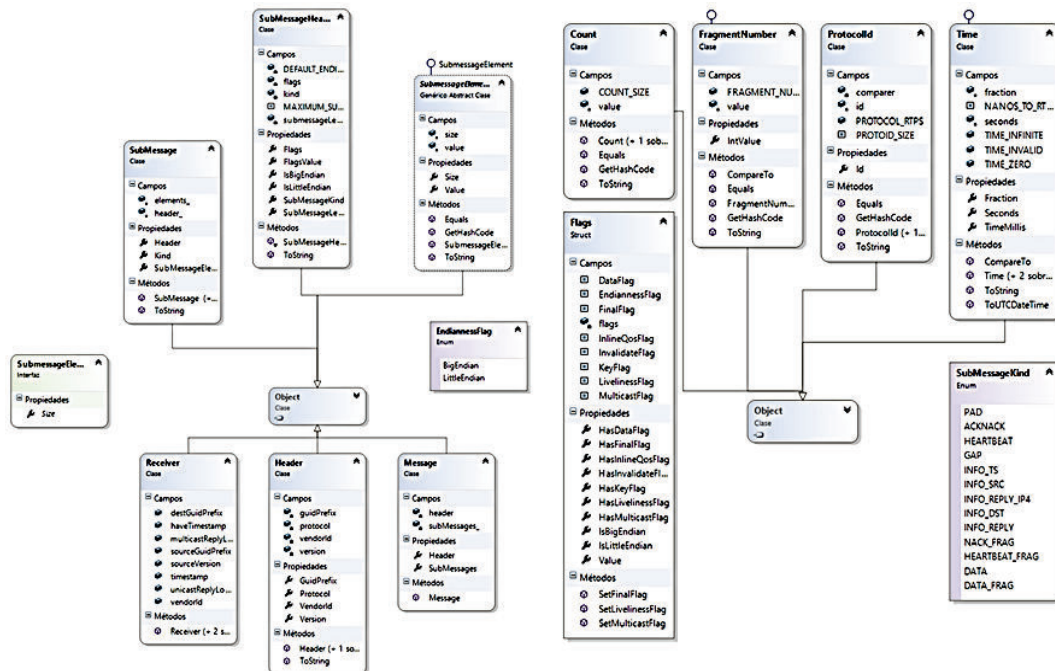 SubMessage
Clase
Campos
elements_
header_
Propiedades
Header
Kind
SubMessageEle...
Métodos
SubMessage (+...
ToString
SubMessageHea...
Clase
Campos
DEFAULT_ENDI...
flags
kind
MAXIMUM_SU...
submessageLe...
Propiedades
Flags
FlagsValue
IsBigEndian
IsLittleEndian
SubMessageKind
SubMessageLe...
Métodos
SubMessageHe...
ToString
SubmessageElement
SubmessageEleme...
Genérico Abstract Clase
Campos
size
value
Propiedades
Size
Value
Métodos
Equals
GetHashCode
SubmessageEle...
ToString
SubmessageEle...
Interfaz
Propiedades
Size
EndiannessFlag
Enum
BigEndian
LittleEndian
Object
Clase
Receiver
Clase
Campos
destGuidPrefix
haveTimestamp
multicastReplyL...
sourceGuidPrefix
sourceVersion
timestamp
unicastReplyLo...
vendorId
Métodos
Receiver (+ 2 s...
Header
Clase
Campos
guidPrefix
protocol
vendorId
version
Propiedades
GuidPrefix
Protocol
VendorId
Version
Métodos
Header (+ 1 so...
ToString
Message
Clase
Campos
header
subMessages_
Propiedades
Header
SubMessages
Métodos
Message
Count
Clase
Campos
COUNT_SIZE
value
Métodos
Count (+ 1 sob...
Equals
GetHashCode
ToString
FragmentNumber
Clase
Campos
FRAGMENT_NU...
value
Propiedades
IntValue
Métodos
CompareTo
Equals
FragmentNum...
GetHashCode
ToString
ProtocolId
Clase
Campos
comparer
id
PROTOCOL_RTPS
PROTOID_SIZE
Propiedades
Id
Métodos
Equals
GetHashCode
ProtocolId (+ 1...
ToString
Time
Clase
Campos
fraction
NANOS_TO_RT...
seconds
TIME_INFINITE
TIME_INVALID
TIME_ZERO
Propiedades
Fraction
Seconds
TimeMillis
Métodos
CompareTo
Time (+ 2 sobr...
ToString
ToUTCDateTime
Flags
Struct
Campos
DataFlag
EndiannessFlag
FinalFlag
flags
InlineQosFlag
InvalidateFlag
KeyFlag
LivelinessFlag
MulticastFlag
Propiedades
HasDataFlag
HasFinalFlag
HasInlineQosFlag
HasInvalidateFl...
HasKeyFlag
HasLivelinessFlag
HasMulticastFlag
IsBigEndian
IsLittleEndian
Value
Métodos
SetFinalFlag
SetLivelinessFlag
SetMulticastFlag
Object
Clase
SubMessageKind
Enum
PAD
ACKNACK
HEARTBEAT
GAP
INFO_TS
INFO_SRC
INFO_REPLY_IP4
INFO_DST
INFO_REPLY
NACK_FRAG
HEARTBEAT_FRAG
DATA
DATA_FRAG